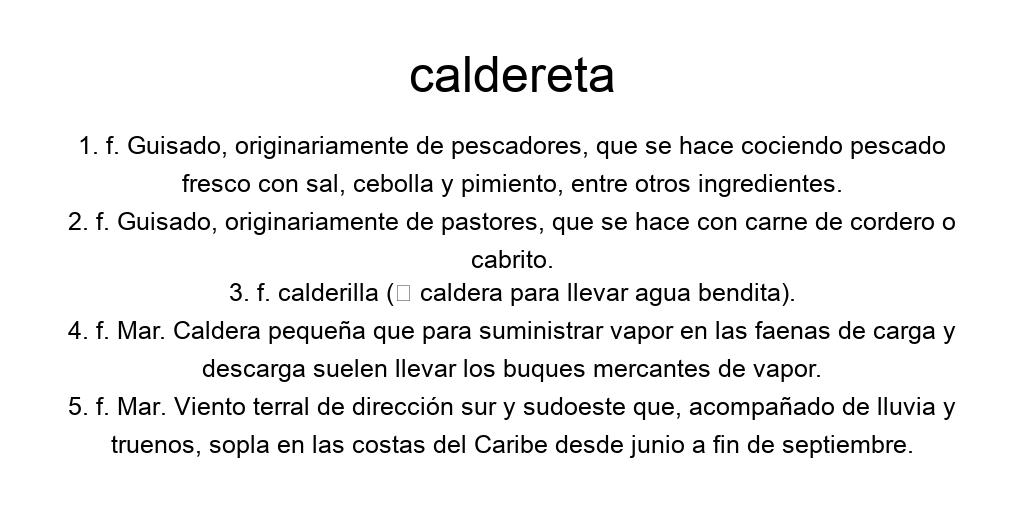 caldereta
1. f. Guisado, originariamente de pescadores, que se hace cociendo pescado
fresco con sal, cebolla y pimiento, entre otros ingredientes.
2. f. Guisado, originariamente de pastores, que se hace con carne de cordero o
cabrito.
3. f. calderilla (□ caldera para llevar agua bendita).
4. f. Mar. Caldera pequeña que para suministrar vapor en las faenas de carga y
descarga suelen llevar los buques mercantes de vapor.
5. f. Mar. Viento terral de dirección sur y sudoeste que, acompañado de lluvia y
truenos, sopla en las costas del Caribe desde junio a fin de septiembre.